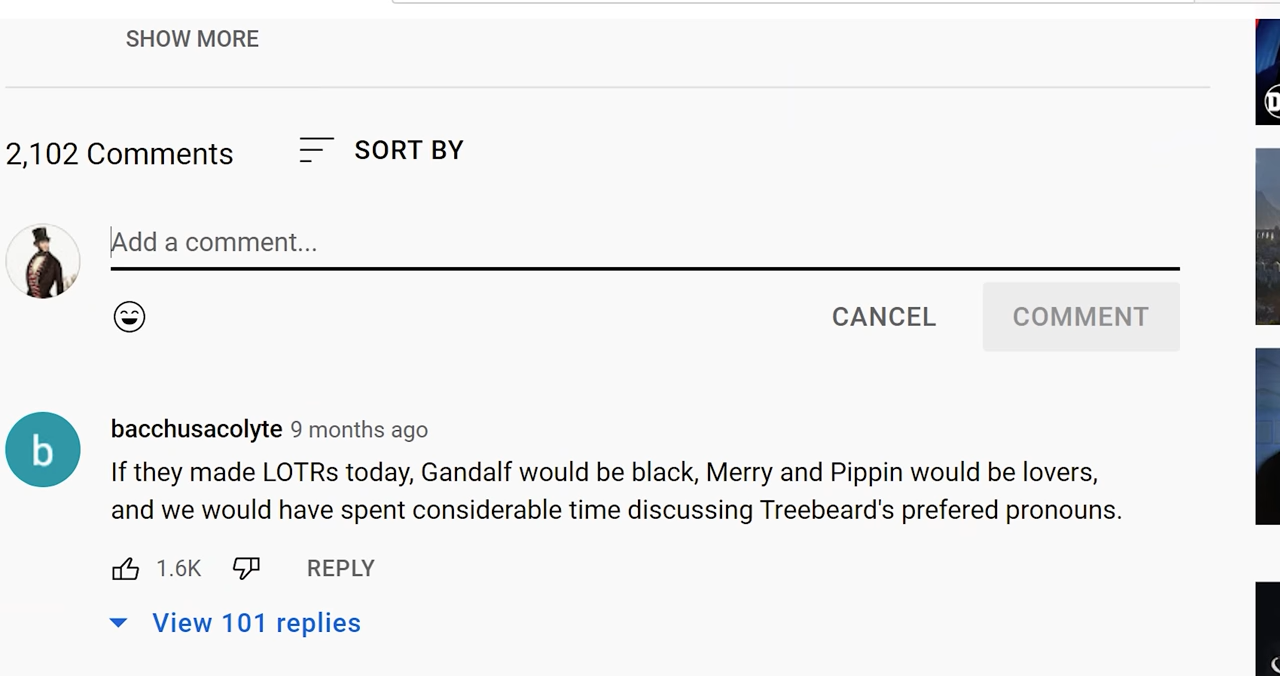 SHOW MORE
2,102 Comments
SORT BY
Add a comment...
CANCEL
COMMENT
b
bacchusacolyte 9 months ago
If they made LOTRs today, Gandalf would be black, Merry and Pippin would be lovers,
and we would have spent considerable time discussing Treebeard's prefered pronouns.
1.6K
REPLY
View 101 replies